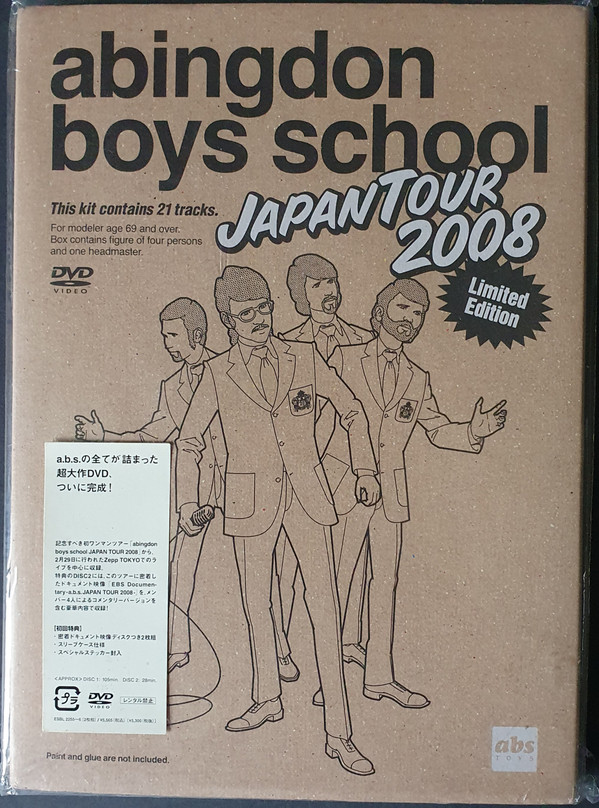 abingdon
boys school
JAPAN TOUR
2008
This kit contains 21 tracks.
For modeler age 69 and over.
Box contains figure of four persons
and one headmaster.
DVD
VIDEO
Limited
Edition
a.b.s.の全てが詰まった
超大作DVD、
ついに完成！
記念すべき初ワンマンツアー「abingdon
boys school JAPAN TOUR 2008」から、
2月29日に行われたZepp TOKYOでのラ
イブを中心に収録。
特典のDISC2には、このツアーに密着し
たドキュメント映像「EBS Documen-
tary-a.b.s.JAPAN TOUR 2008-」を、メン
バー4人によるコメンタリーバージョンを
含む豪華内容で収録!
【初回特典】
・密着ドキュメント映像ディスクつき2枚組
・スリーブケース仕様
・スペシャルステッカー封入
<APPROX> DISC 1: 105min. DISC 2: 28min.
プラ
DVD
VIDEO
レンタル禁止
Paint and glue are not included.
abs
TOSS